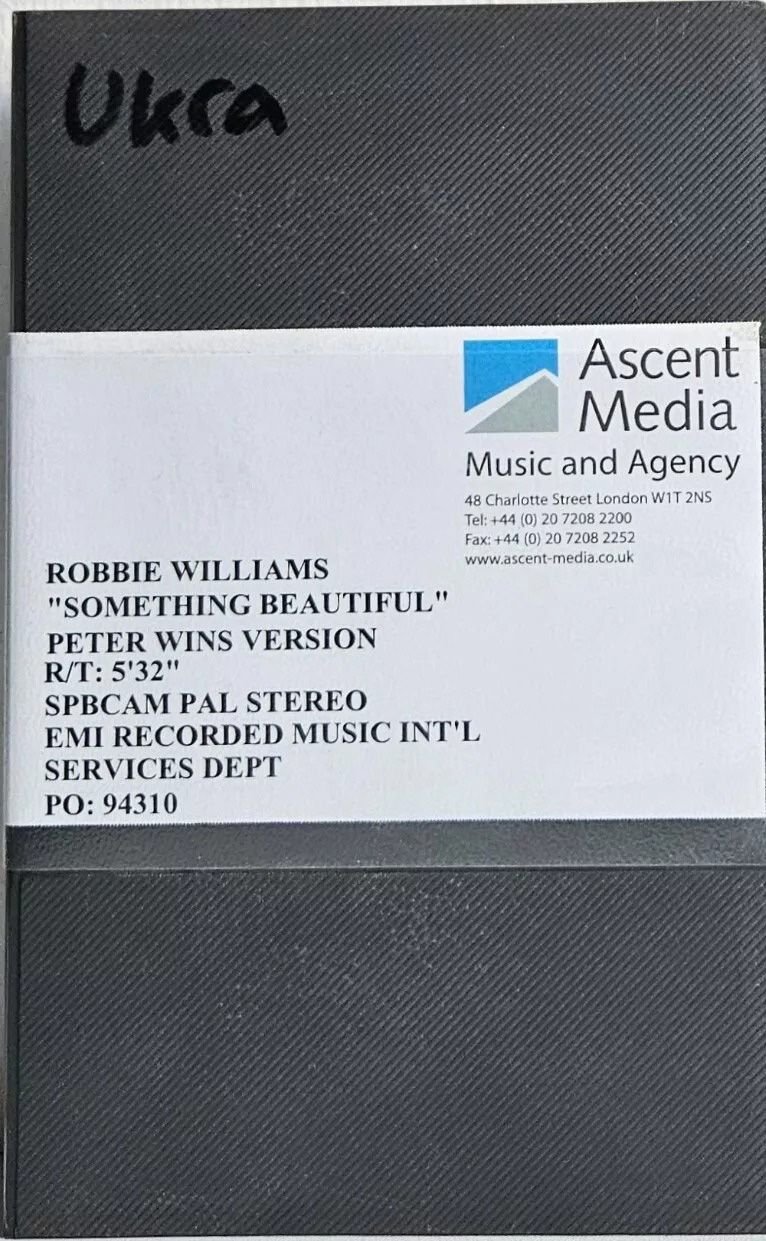 Ukra
Ascent
Media
Music and Agency
48 Charlotte Street London W1T 2NS
Tel: +44 (0) 20 7208 2200
Fax: +44 (0) 20 7208 2252
www.ascent-media.co.uk
ROBBIE WILLIAMS
"SOMETHING BEAUTIFUL"
PETER WINS VERSION
R/T: 5'32"
SPBCAM PAL STEREO
EMI RECORDED MUSIC INT'L
SERVICES DEPT
PO: 94310